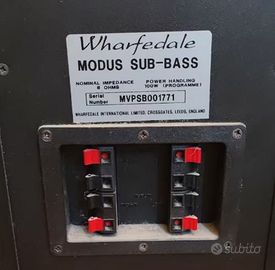 Wharfedale
MODUS SUB-BASS
NOMINAL IMPEDANCE POWER HANDLING
8 OHMS 100W (PROGRAMME)
Serial
Number MVPSB001771
WHARFEDALE INTERNATIONAL LIMITED, CROSSGATES, LEEDS, ENGLAND
subito